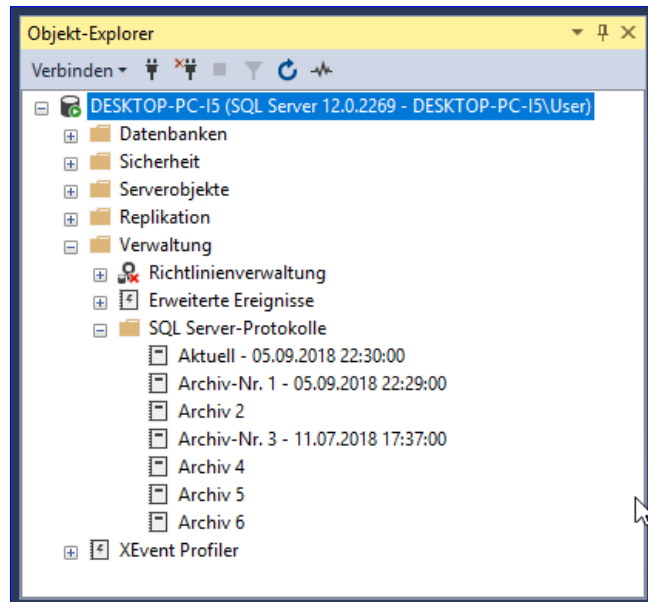 Objekt-Explorer
Verbinden
DESKTOP-PC-I5 (SQL Server 12.0.2269 - DESKTOP-PC-I5\User)
Datenbanken
Sicherheit
Serverobjekte
Replikation
Verwaltung
Richtlinienverwaltung
Erweiterte Ereignisse
SQL Server-Protokolle
Aktuell - 05.09.2018 22:30:00
Archiv-Nr. 1 - 05.09.2018 22:29:00
Archiv 2
Archiv-Nr. 3 - 11.07.2018 17:37:00
Archiv 4
Archiv 5
Archiv 6
XEvent Profiler